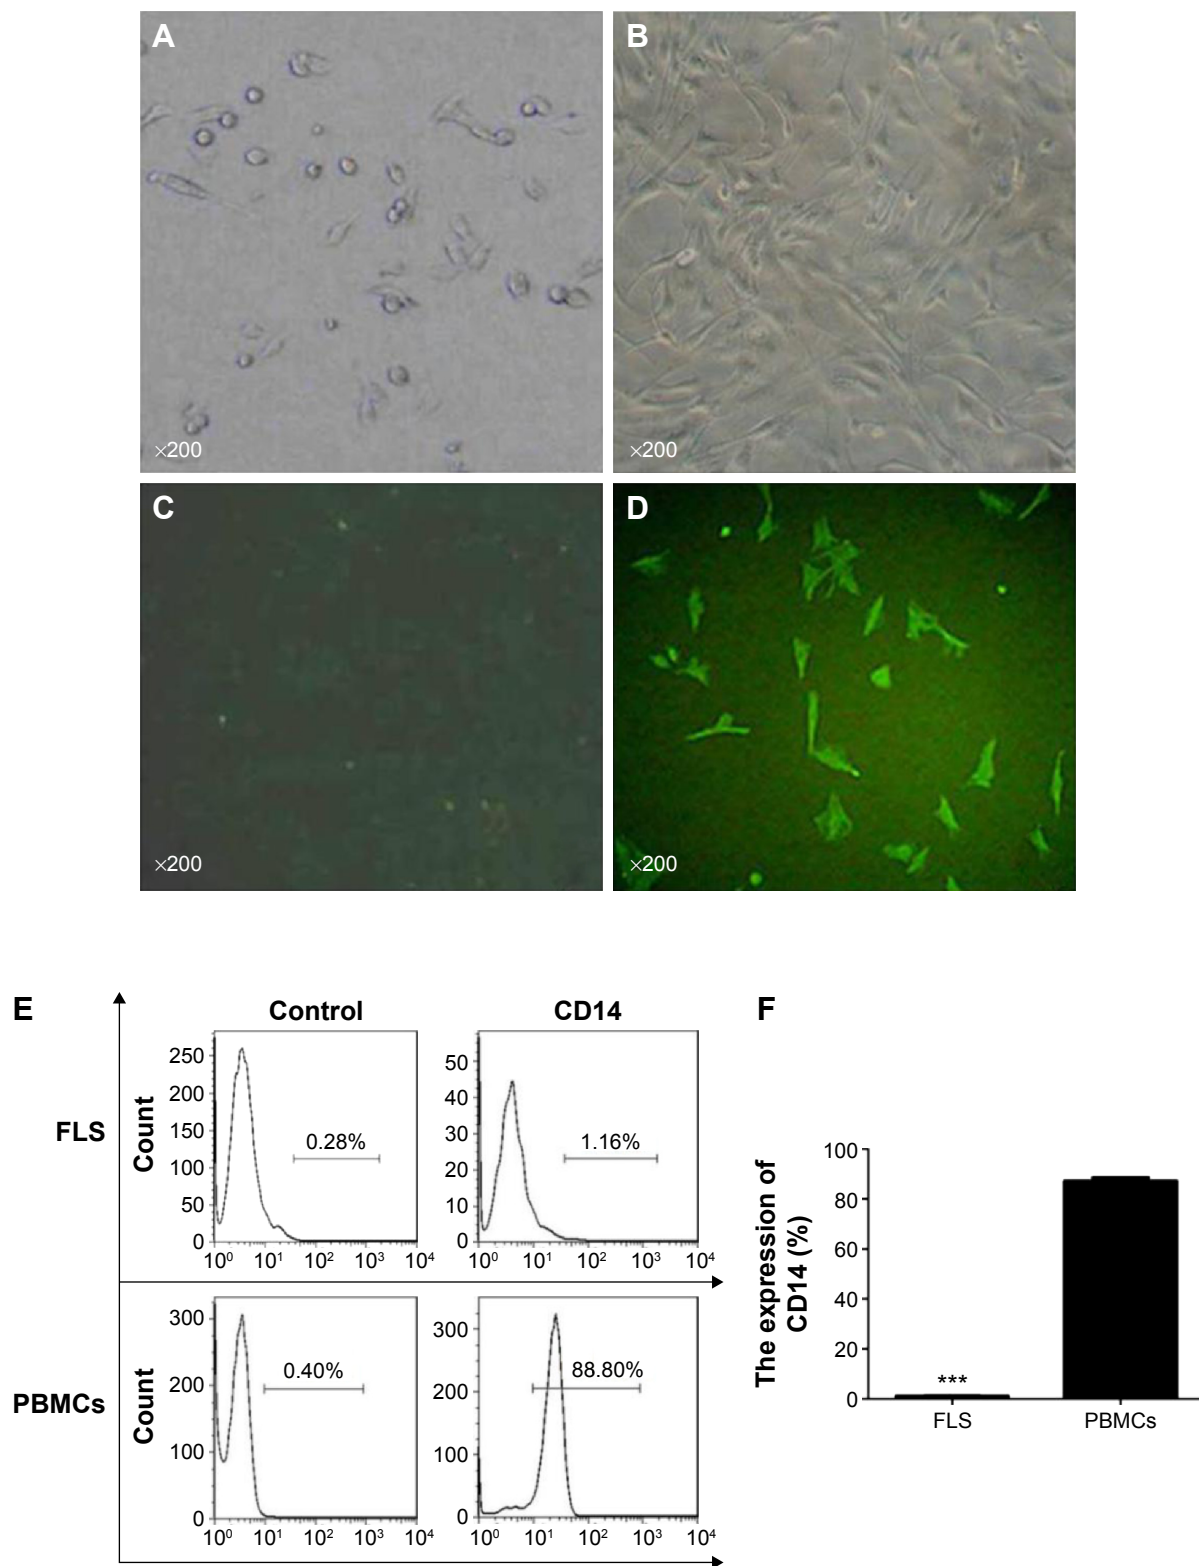 A
B
×200
×200
C
D
×200
×200
E
Control
CD14
F
FLS
Count
250
200
150
100
50
0
0.28%
10⁰ 10¹ 10² 10³ 10⁴
50
40
30
20
10
0
1.16%
10⁰ 10¹ 10² 10³ 10⁴
PBMCs
Count
300
200
100
0
0.40%
10⁰ 10¹ 10² 10³ 10⁴
300
200
100
0
88.80%
10⁰ 10¹ 10² 10³ 10⁴
The expression of
CD14 (%)
100
80
60
40
20
0
***
FLS
PBMCs